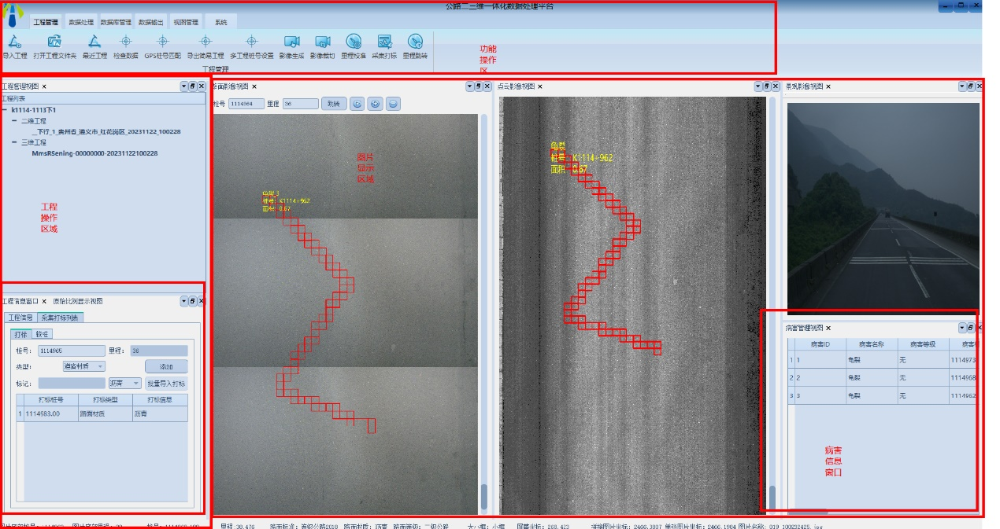 公路二三维一体化数据处理平台
工程管理 数据处理 数据库管理 数据输出 视图管理 系统
导入工程 打开工程文件夹 最近工程 检查数据 GPS桩号匹配 导出简易工程 多工程桩号设置 影像生成 影像裁切 里程校准 采集打标 里程跳转
工程管理
功能
操作
区
工程管理视图 x
工程列表
k1114-1113下1
二维工程
__下行_1_贵州省_遵义市_红花岗区_20231122_100228
三维工程
MmsRSening-00000000-20231122100228
工程
操作
区域
工程信息窗口 x 原始比例显示视图
工程信息 采集打标列表
打标 较桩
桩号: 1114965 里程: 36
类型: 道路材质 添加
标记: 沥青 批量导入打标
打标桩号 打标类型 打标信息
1 1114983.00 路面材质 沥青
路面影像视图 x
桩号 1114964 里程 36 跳转
图片
显示
区域
龟裂 3
桩号: K1114+962
面积: 0.67
点云影像视图 x
龟裂
桩号: K1114+962
面积: 0.67
景观影像视图 x
病害管理视图 x
病害ID 病害名称 病害等级 病害
1 1 龟裂 无 1114973
2 2 龟裂 无 1114968
3 3 龟裂 无 1114962
病害
信息
窗口
里程:38.476 路面标准: 等级公路2018 路面材质: 沥青 路面等级: 二级公路 大小框: 小框 屏幕坐标: 268,423 拼接图片坐标: 2466,3807 单张图片坐标: 2466,1984 图片名称: 019_100232425.jpg